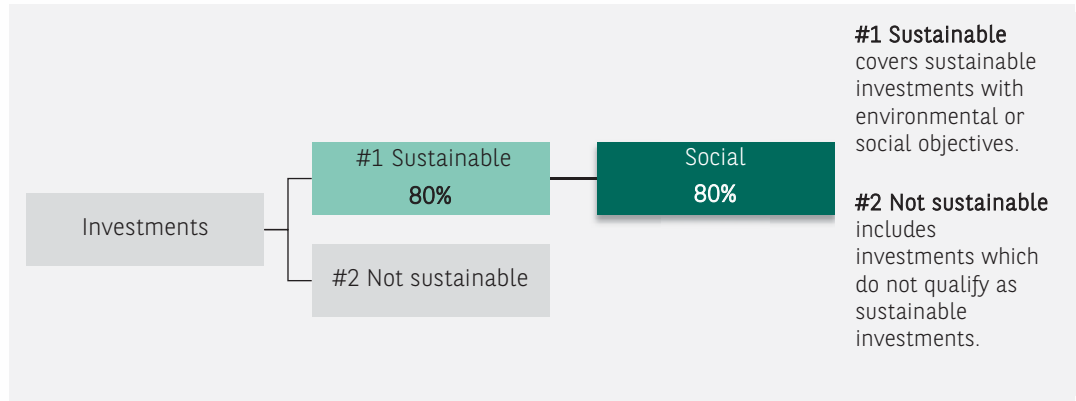 Investments
#1 Sustainable
80%
#2 Not sustainable
Social
80%
#1 Sustainable
covers sustainable
investments with
environmental or
social objectives.
#2 Not sustainable
includes
investments which
do not qualify as
sustainable
investments.